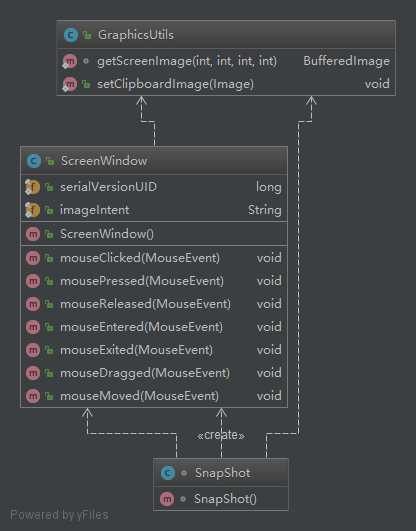 GraphicsUtils
getScreenImage(int, int, int, int) BufferedImage
setClipboardImage(Image) void
ScreenWindow
serialVersionUID long
imageIntent String
ScreenWindow()
mouseClicked(MouseEvent) void
mousePressed(MouseEvent) void
mouseReleased(MouseEvent) void
mouseEntered(MouseEvent) void
mouseExited(MouseEvent) void
mouseDragged(MouseEvent) void
mouseMoved(MouseEvent) void
«create»
SnapShot
SnapShot()
Powered by yFiles